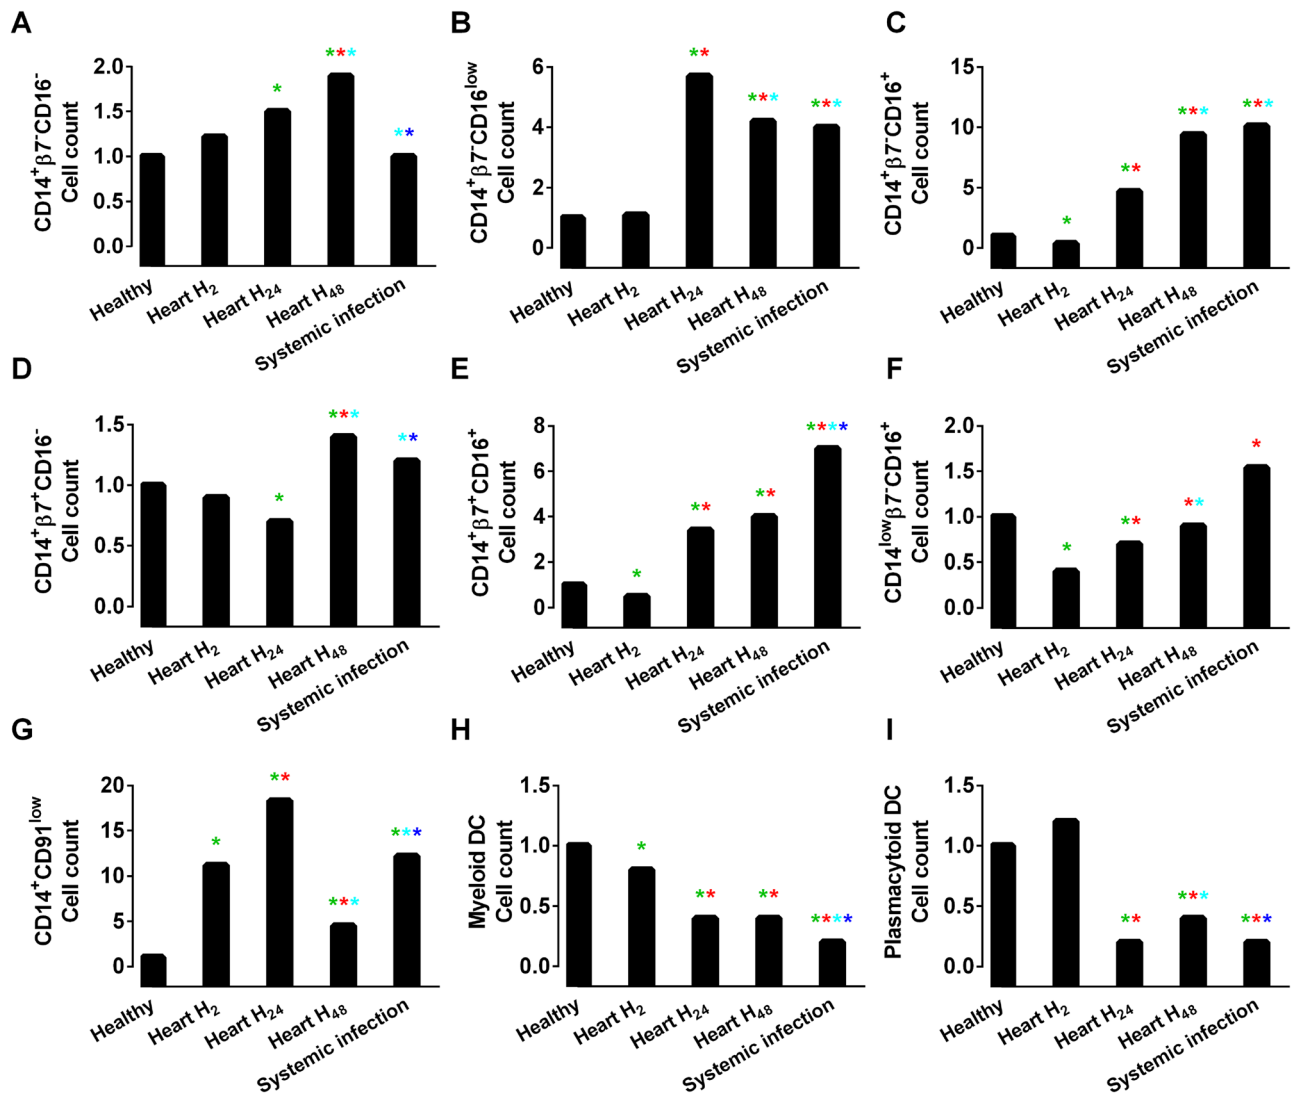 A
CD14⁺β7⁻CD16⁻
Cell count
2.0
1.5
1.0
0.5
0.0
***
*
**
Healthy
Heart H₂
Heart H₂₄
Heart H₄₈
Systemic infection
B
CD14⁺β7⁻CD16ˡᵒʷ
Cell count
6
4
2
0
**
***
***
Healthy
Heart H₂
Heart H₂₄
Heart H₄₈
Systemic infection
C
CD14⁺β7⁻CD16⁺
Cell count
15
10
5
0
*
**
***
***
Healthy
Heart H₂
Heart H₂₄
Heart H₄₈
Systemic infection
D
CD14⁺β7⁺CD16⁻
Cell count
1.5
1.0
0.5
0.0
*
***
**
Healthy
Heart H₂
Heart H₂₄
Heart H₄₈
Systemic infection
E
CD14⁺β7⁺CD16⁺
Cell count
8
6
4
2
0
*
**
**
****
Healthy
Heart H₂
Heart H₂₄
Heart H₄₈
Systemic infection
F
CD14ˡᵒʷβ7⁻CD16⁺
Cell count
2.0
1.5
1.0
0.5
0.0
*
**
**
*
Healthy
Heart H₂
Heart H₂₄
Heart H₄₈
Systemic infection
G
CD14⁺CD91ˡᵒʷ
Cell count
20
15
10
5
0
*
**
***
***
Healthy
Heart H₂
Heart H₂₄
Heart H₄₈
Systemic infection
H
Myeloid DC
Cell count
1.5
1.0
0.5
0.0
*
**
**
****
Healthy
Heart H₂
Heart H₂₄
Heart H₄₈
Systemic infection
I
Plasmacytoid DC
Cell count
1.5
1.0
0.5
0.0
**
***
***
Healthy
Heart H₂
Heart H₂₄
Heart H₄₈
Systemic infection